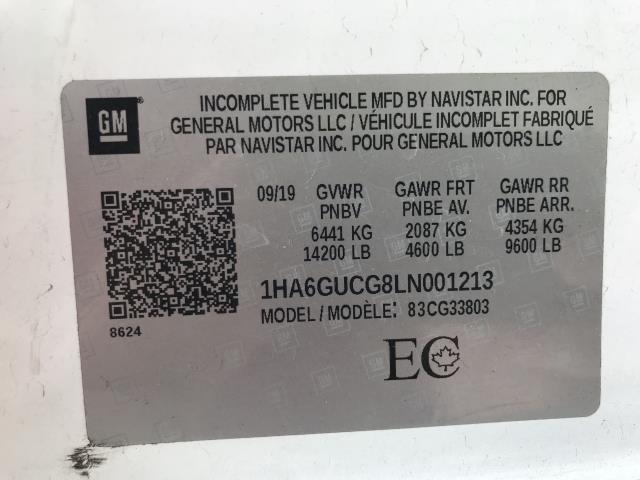 GM
INCOMPLETE VEHICLE MFD BY NAVISTAR INC. FOR
GENERAL MOTORS LLC / VÉHICULE INCOMPLET FABRIQUÉ
PAR NAVISTAR INC. POUR GENERAL MOTORS LLC
09/19 GVWR GAWR FRT GAWR RR
PNBV PNBE AV. PNBE ARR.
6441 KG 2087 KG 4354 KG
14200 LB 4600 LB 9600 LB
1HA6GUCG8LN001213
MODEL / MODÈLE: 83CG33803
8624
EC